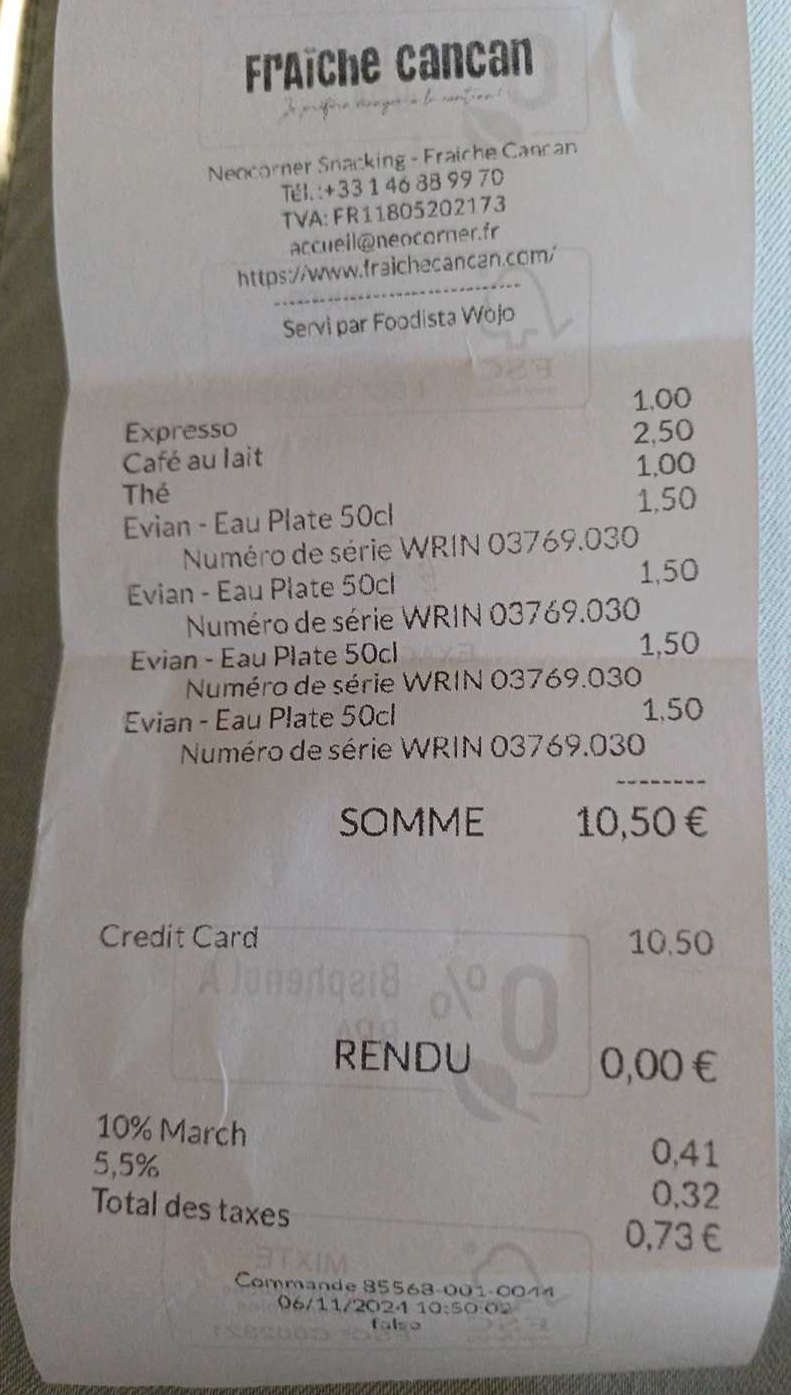 FrAîche cancan
Neocorner Snacking - Fraiche Cancan
Tél.:+33 1 46 88 99 70
TVA: FR11805202173
accueil@neocorner.fr
https://www.fraichecancan.com/
------------------------------
Servi par Foodista Wojo
Expresso 1,00
Café au lait 2,50
Thé 1,00
Evian - Eau Plate 50cl 1,50
Numéro de série WRIN 03769.030
Evian - Eau Plate 50cl 1,50
Numéro de série WRIN 03769.030
Evian - Eau Plate 50cl 1,50
Numéro de série WRIN 03769.030
Evian - Eau Plate 50cl 1,50
Numéro de série WRIN 03769.030
--------
SOMME 10,50 €
Credit Card 10,50
Bisphenol A 0%
BPA
RENDU 0,00 €
10% March 0,41
5,5% 0,32
Total des taxes 0,73 €
MIXTE
Commande 85568-001-0044
06/11/2024 10:50:02
false